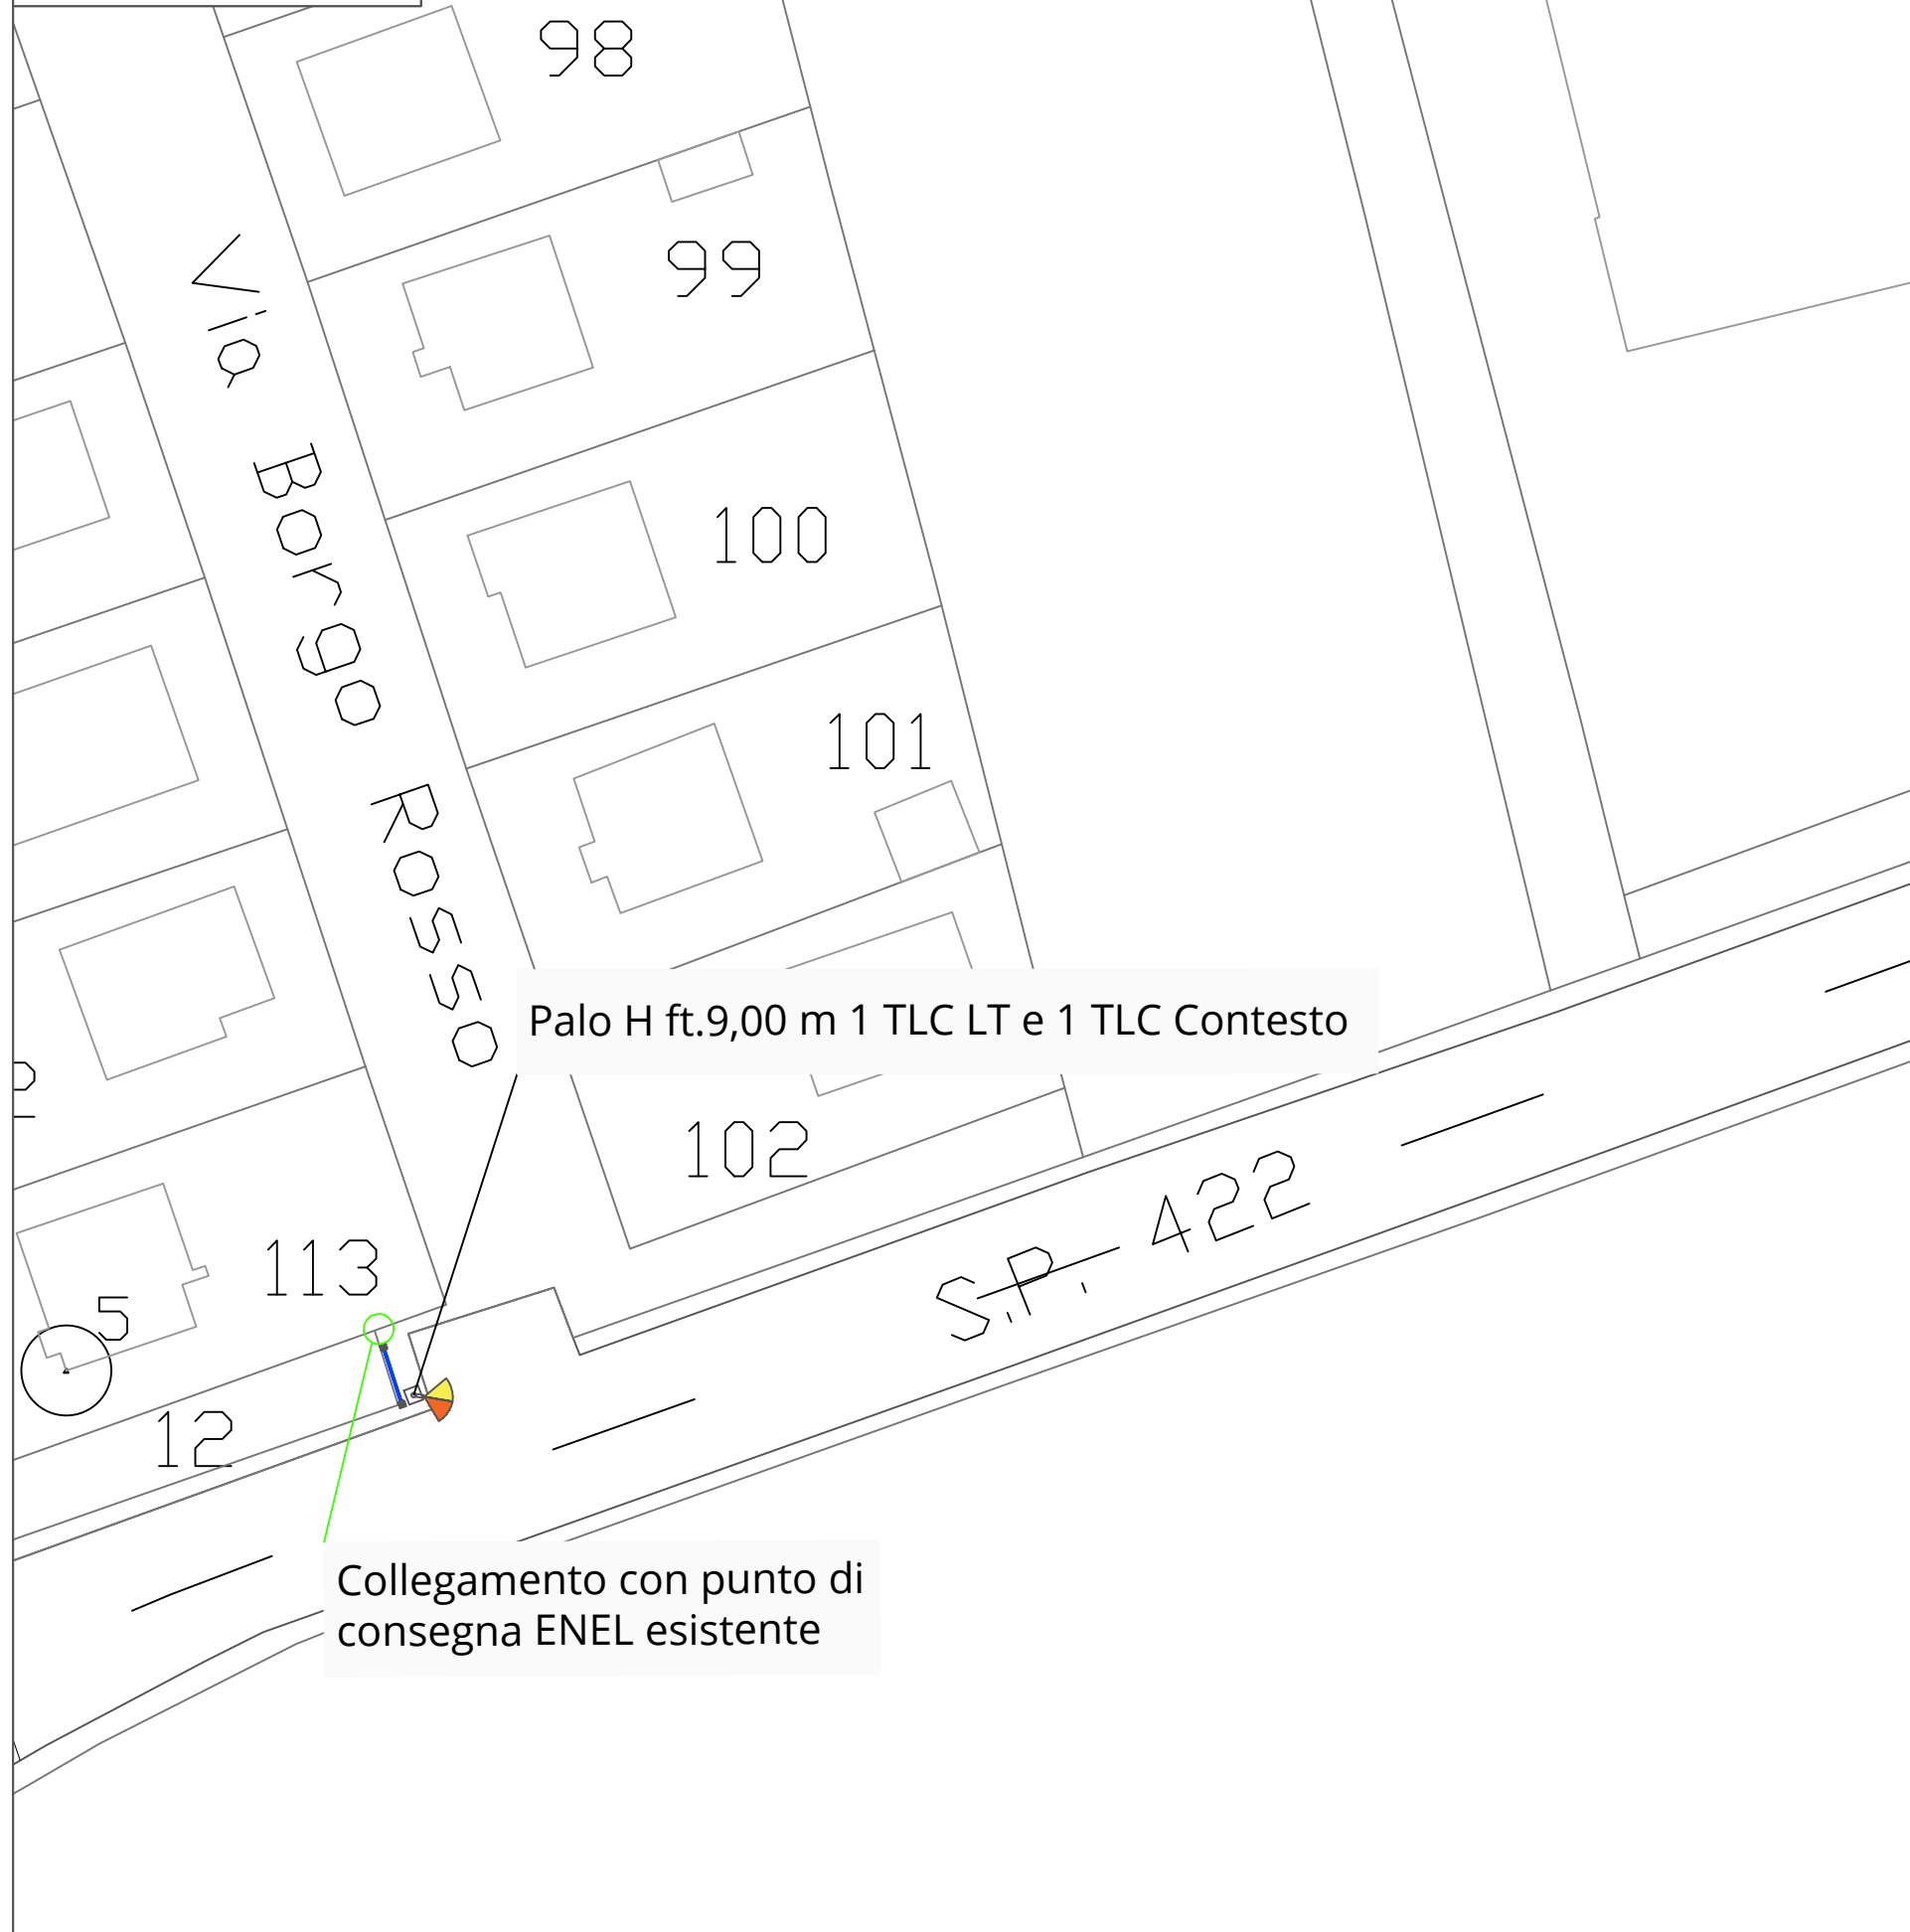 98
99
Via Borgo Rosso
100
101
Palo H ft.9,00 m 1 TLC LT e 1 TLC Contesto
102
S.P. 422
113
5
12
Collegamento con punto di
consegna ENEL esistente